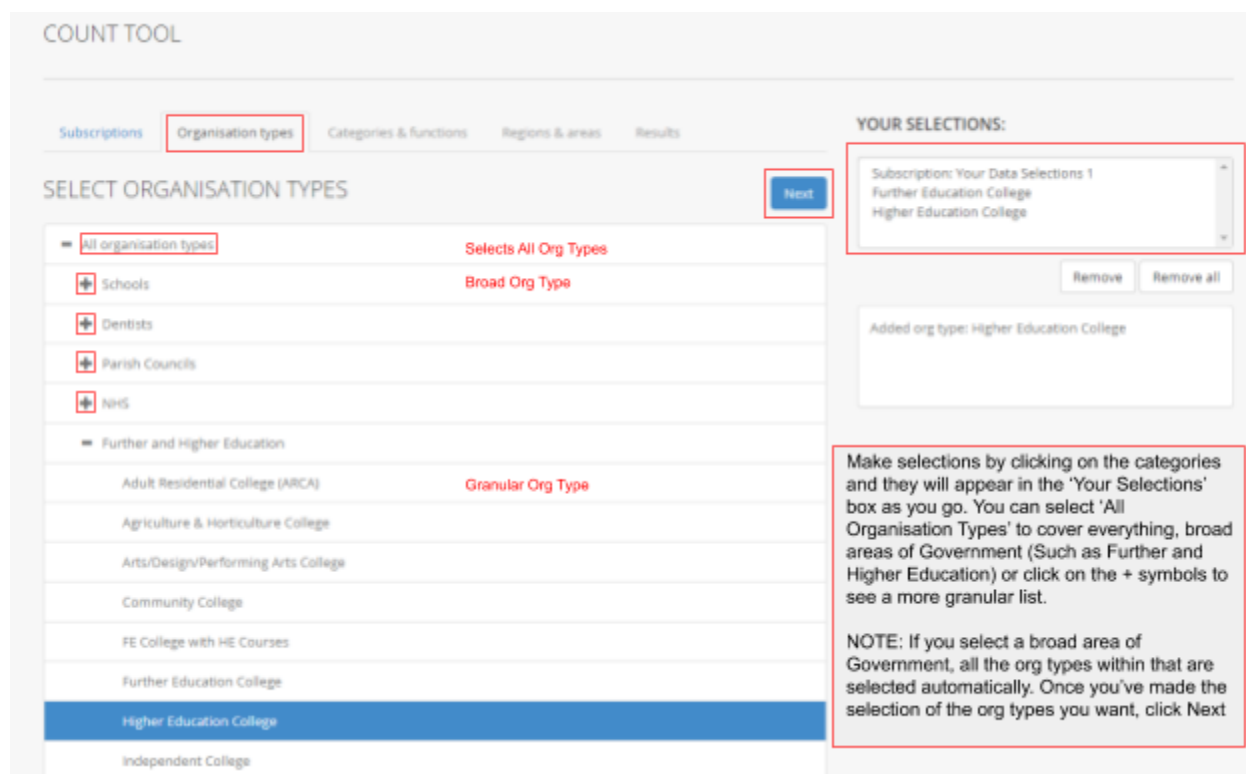 COUNT TOOL
Subscriptions
Organisation types
Categories & functions
Regions & areas
Results
SELECT ORGANISATION TYPES
Next
All organisation types
Selects All Org Types
Schools
Broad Org Type
Dentists
Parish Councils
NHS
Further and Higher Education
Adult Residential College (ARCA)
Granular Org Type
Agriculture & Horticulture College
Arts/Design/Performing Arts College
Community College
FE College with HE Courses
Further Education College
Higher Education College
Independent College
YOUR SELECTIONS:
Subscription: Your Data Selections 1
Further Education College
Higher Education College
Remove
Remove all
Added org type: Higher Education College
Make selections by clicking on the categories
and they will appear in the ‘Your Selections’
box as you go. You can select ‘All
Organisation Types’ to cover everything, broad
areas of Government (Such as Further and
Higher Education) or click on the + symbols to
see a more granular list.
NOTE: If you select a broad area of
Government, all the org types within that are
selected automatically. Once you’ve made the
selection of the org types you want, click Next